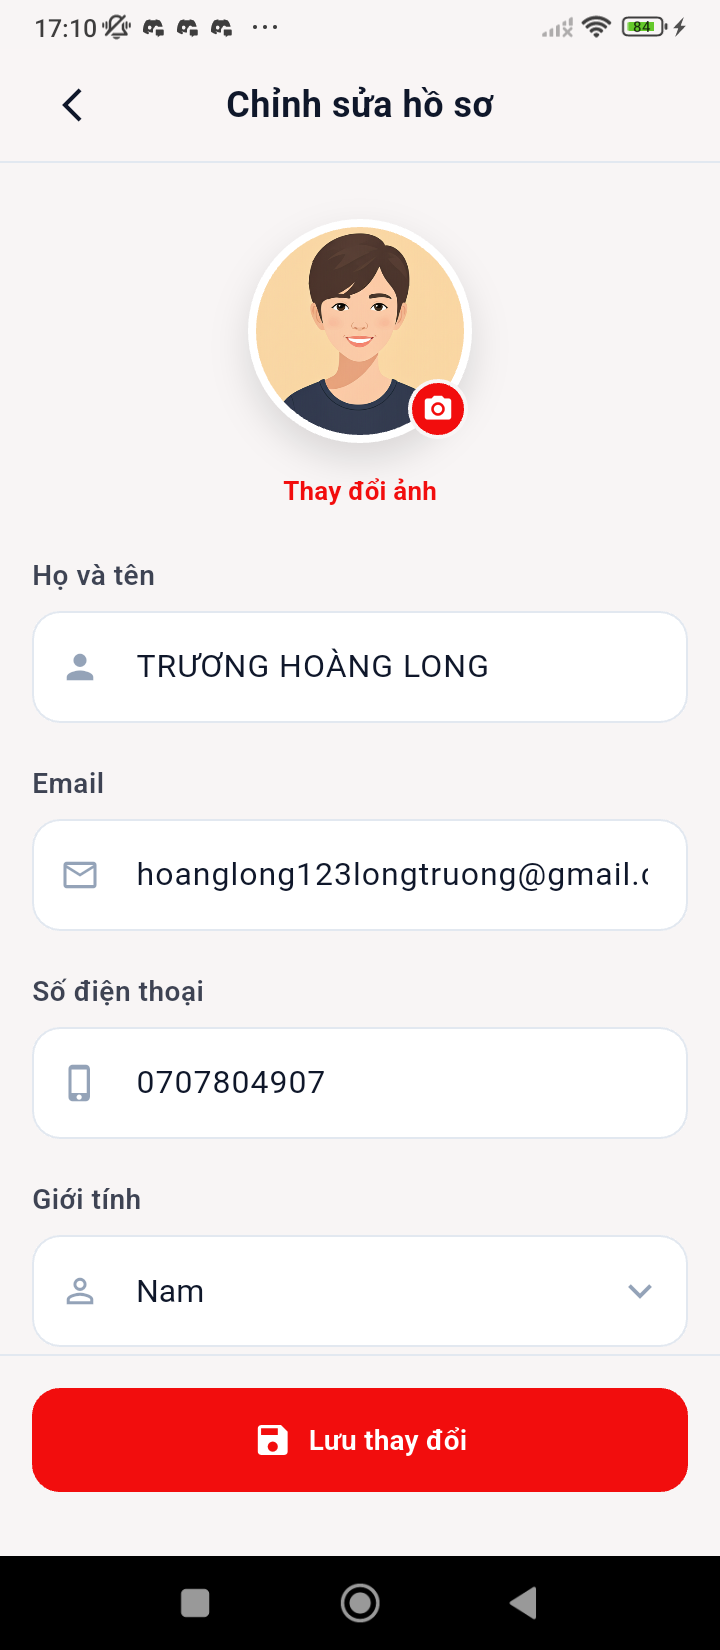 17:10
84
Chỉnh sửa hồ sơ
Thay đổi ảnh
Họ và tên
TRƯƠNG HOÀNG LONG
Email
hoanglong123longtruong@gmail.c
Số điện thoại
0707804907
Giới tính
Nam
Lưu thay đổi